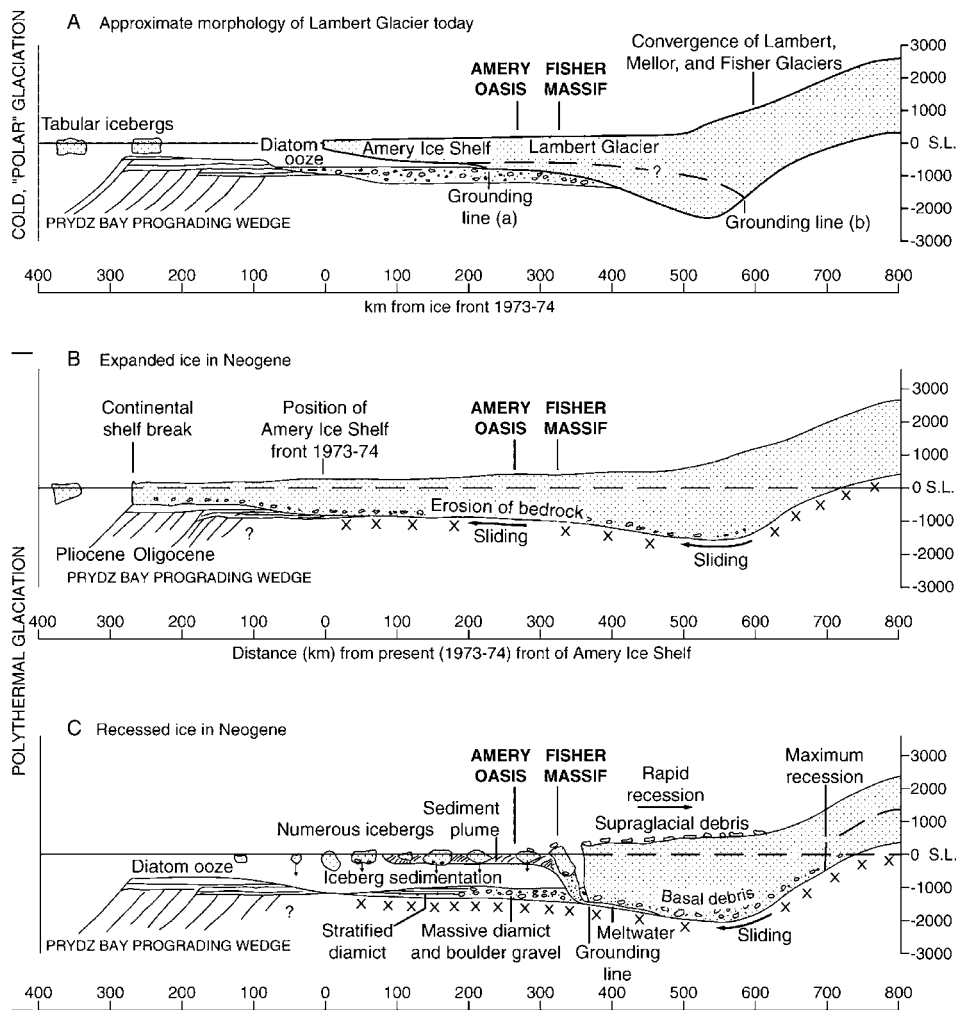 A Approximate morphology of Lambert Glacier today
COLD, "POLAR" GLACIATION
Convergence of Lambert,
Mellor, and Fisher Glaciers
AMERY FISHER
OASIS MASSIF
Tabular icebergs
Diatom
ooze
Amery Ice Shelf
Lambert Glacier
?
Grounding
line (a)
Grounding line (b)
PRYDZ BAY PROGRADING WEDGE
3000
2000
1000
0 S.L.
-1000
-2000
-3000
400 300 200 100 0 100 200 300 400 500 600 700 800
km from ice front 1973-74
POLYTHERMAL GLACIATION
B Expanded ice in Neogene
Continental
shelf break
Position of
Amery Ice Shelf
front 1973-74
AMERY FISHER
OASIS MASSIF
Erosion of bedrock
Sliding
Sliding
?
Pliocene Oligocene
PRYDZ BAY PROGRADING WEDGE
X X X X X X X X X X X
3000
2000
1000
0 S.L.
-1000
-2000
-3000
400 300 200 100 0 100 200 300 400 500 600 700 800
Distance (km) from present (1973-74) front of Amery Ice Shelf
C Recessed ice in Neogene
AMERY FISHER
OASIS MASSIF
Rapid
recession
Maximum
recession
Supraglacial debris
Sediment
plume
Numerous icebergs
Diatom ooze
Iceberg sedimentation
Basal debris
?
X X X X X X X X X X X X X X X X X
Sliding
Stratified
diamict
Massive diamict
and boulder gravel
Meltwater
Grounding
line
PRYDZ BAY PROGRADING WEDGE
3000
2000
1000
0 S.L.
-1000
-2000
-3000
400 300 200 100 0 100 200 300 400 500 600 700 800